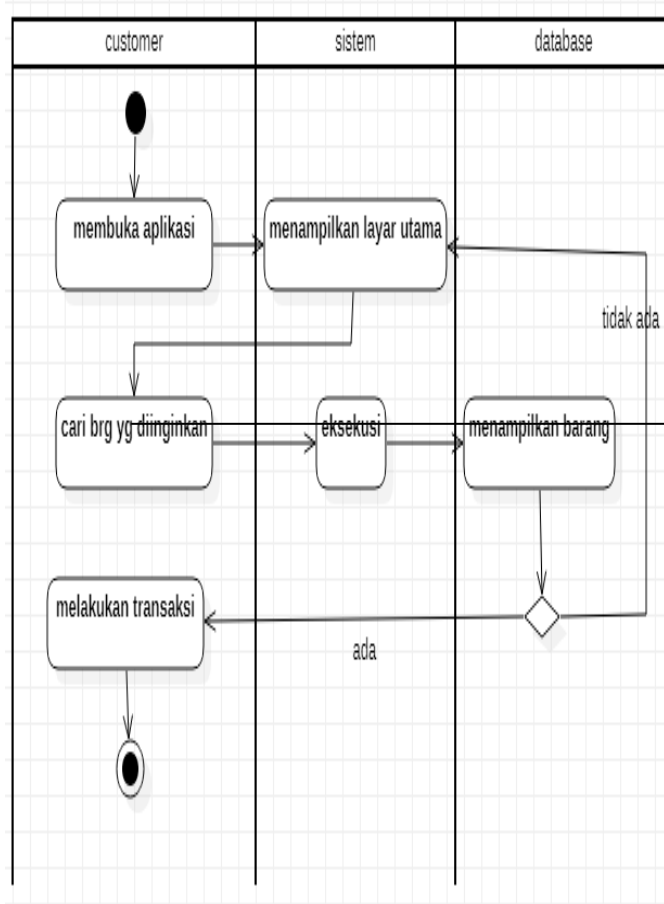 customer
sistem
database
membuka aplikasi
menampilkan layar utama
tidak ada
cari brg yg diinginkan
eksekusi
menampilkan barang
melakukan transaksi
ada